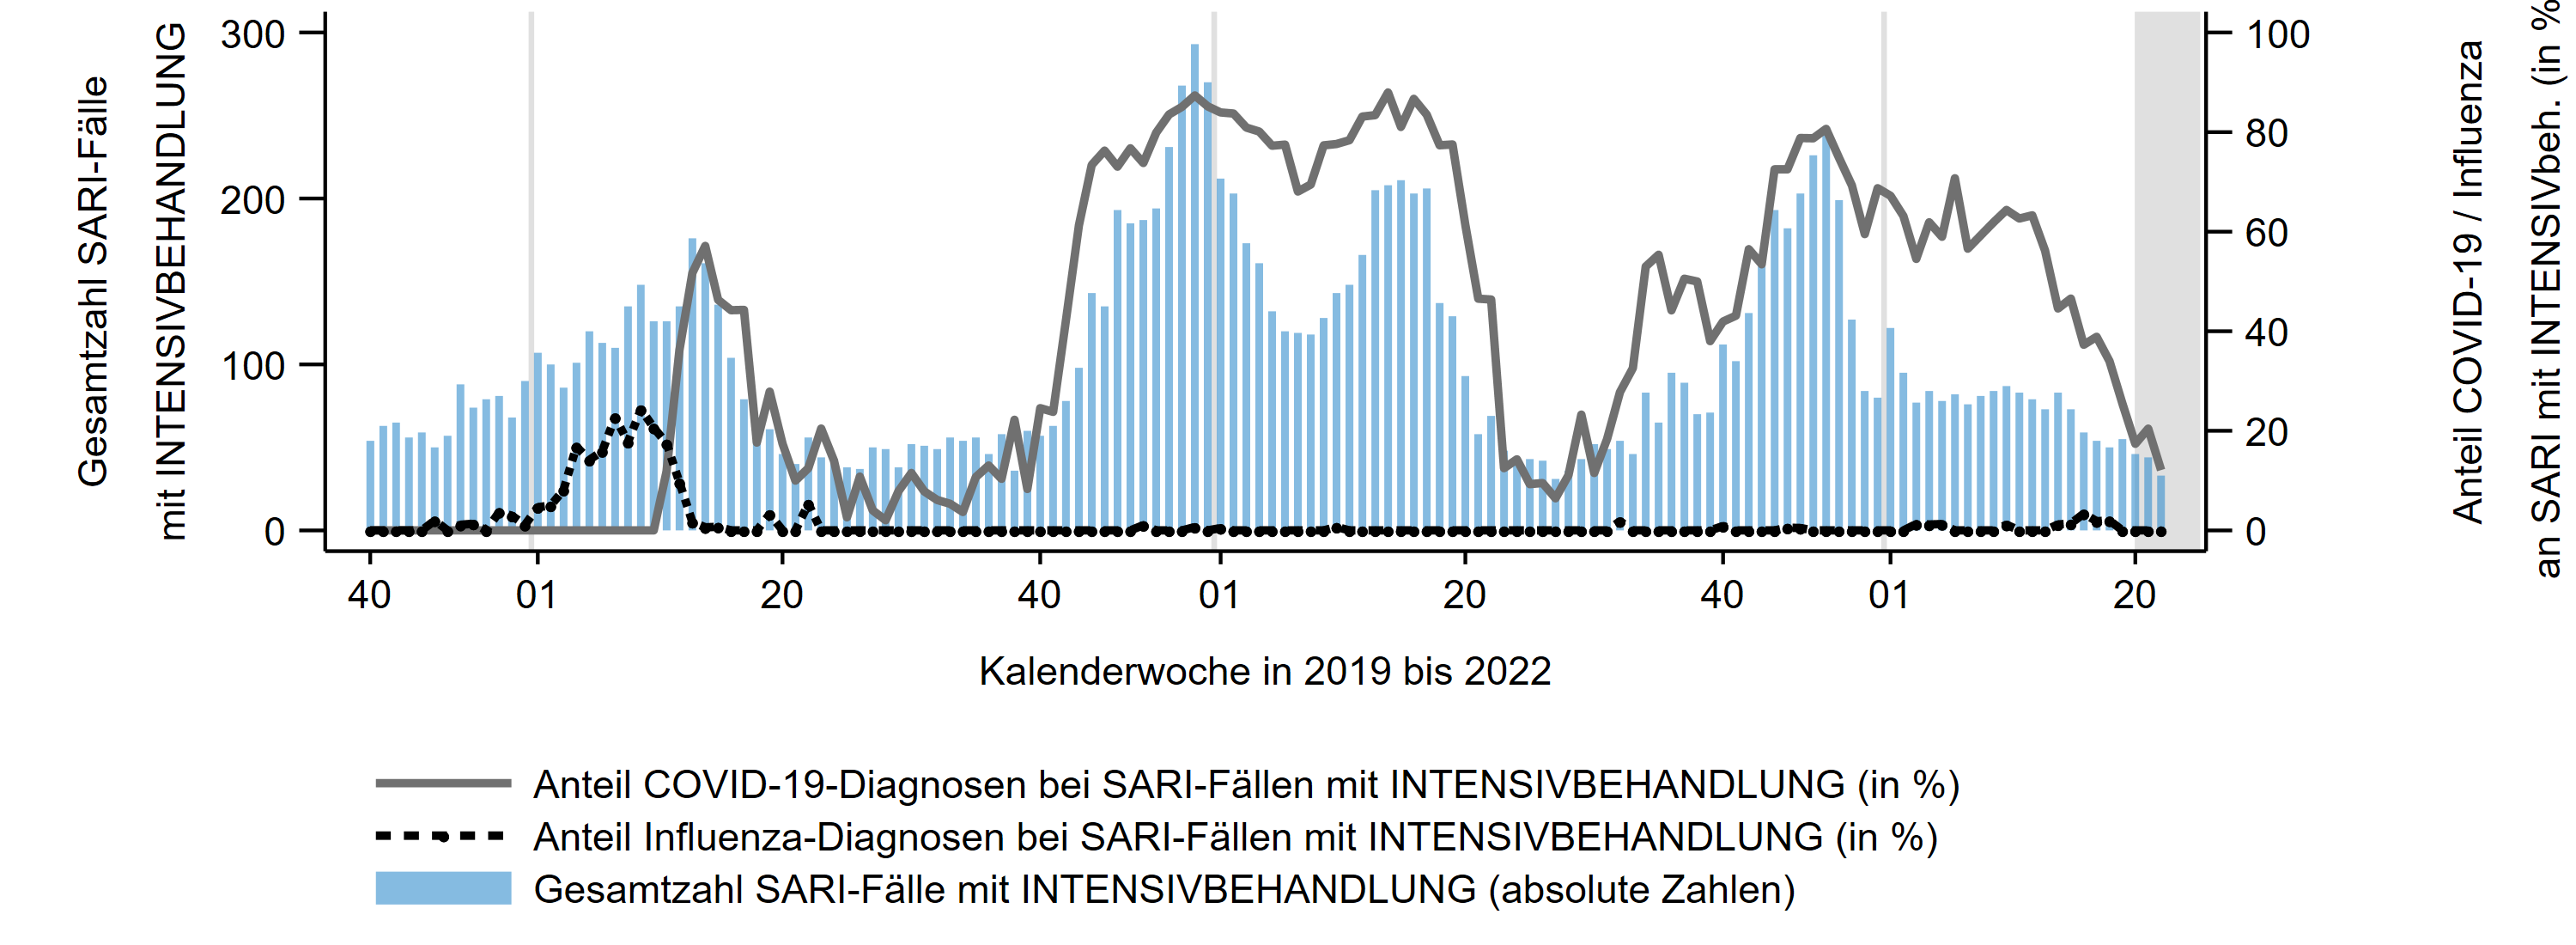 Gesamtzahl SARI-Fälle
mit INTENSIVBEHANDLUNG
300
200
100
0
100
80
60
40
20
0
Anteil COVID-19 / Influenza
an SARI mit INTENSIVbeh. (in %
40 01 20 40 01 20 40 01 20
Kalenderwoche in 2019 bis 2022
Anteil COVID-19-Diagnosen bei SARI-Fällen mit INTENSIVBEHANDLUNG (in %)
Anteil Influenza-Diagnosen bei SARI-Fällen mit INTENSIVBEHANDLUNG (in %)
Gesamtzahl SARI-Fälle mit INTENSIVBEHANDLUNG (absolute Zahlen)